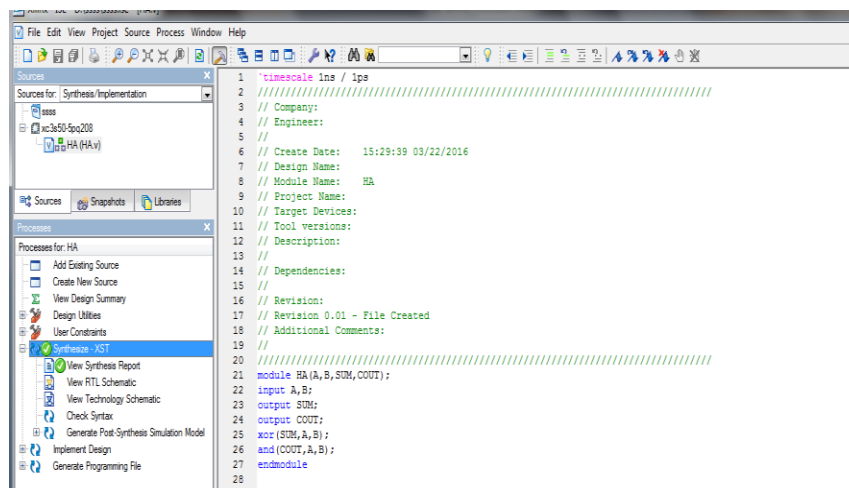 File Edit View Project Source Process Window Help
Sources
Sources for: Synthesis/Implementation
ssss
xc3s50-5pq208
HA (HA.v)
Sources Snapshots Libraries
Processes
Processes for: HA
Add Existing Source
Create New Source
View Design Summary
Design Utilities
User Constraints
Synthesize - XST
View Synthesis Report
View RTL Schematic
View Technology Schematic
Check Syntax
Generate Post-Synthesis Simulation Model
Implement Design
Generate Programming File
1 `timescale 1ns / 1ps
2 ////////////////////////////////////////////////////////////////////////////////
3 // Company:
4 // Engineer:
5 //
6 // Create Date: 15:29:39 03/22/2016
7 // Design Name:
8 // Module Name: HA
9 // Project Name:
10 // Target Devices:
11 // Tool versions:
12 // Description:
13 //
14 // Dependencies:
15 //
16 // Revision:
17 // Revision 0.01 - File Created
18 // Additional Comments:
19 //
20 ////////////////////////////////////////////////////////////////////////////////
21 module HA(A,B,SUM,COUT);
22 input A,B;
23 output SUM;
24 output COUT;
25 xor(SUM,A,B);
26 and(COUT,A,B);
27 endmodule
28